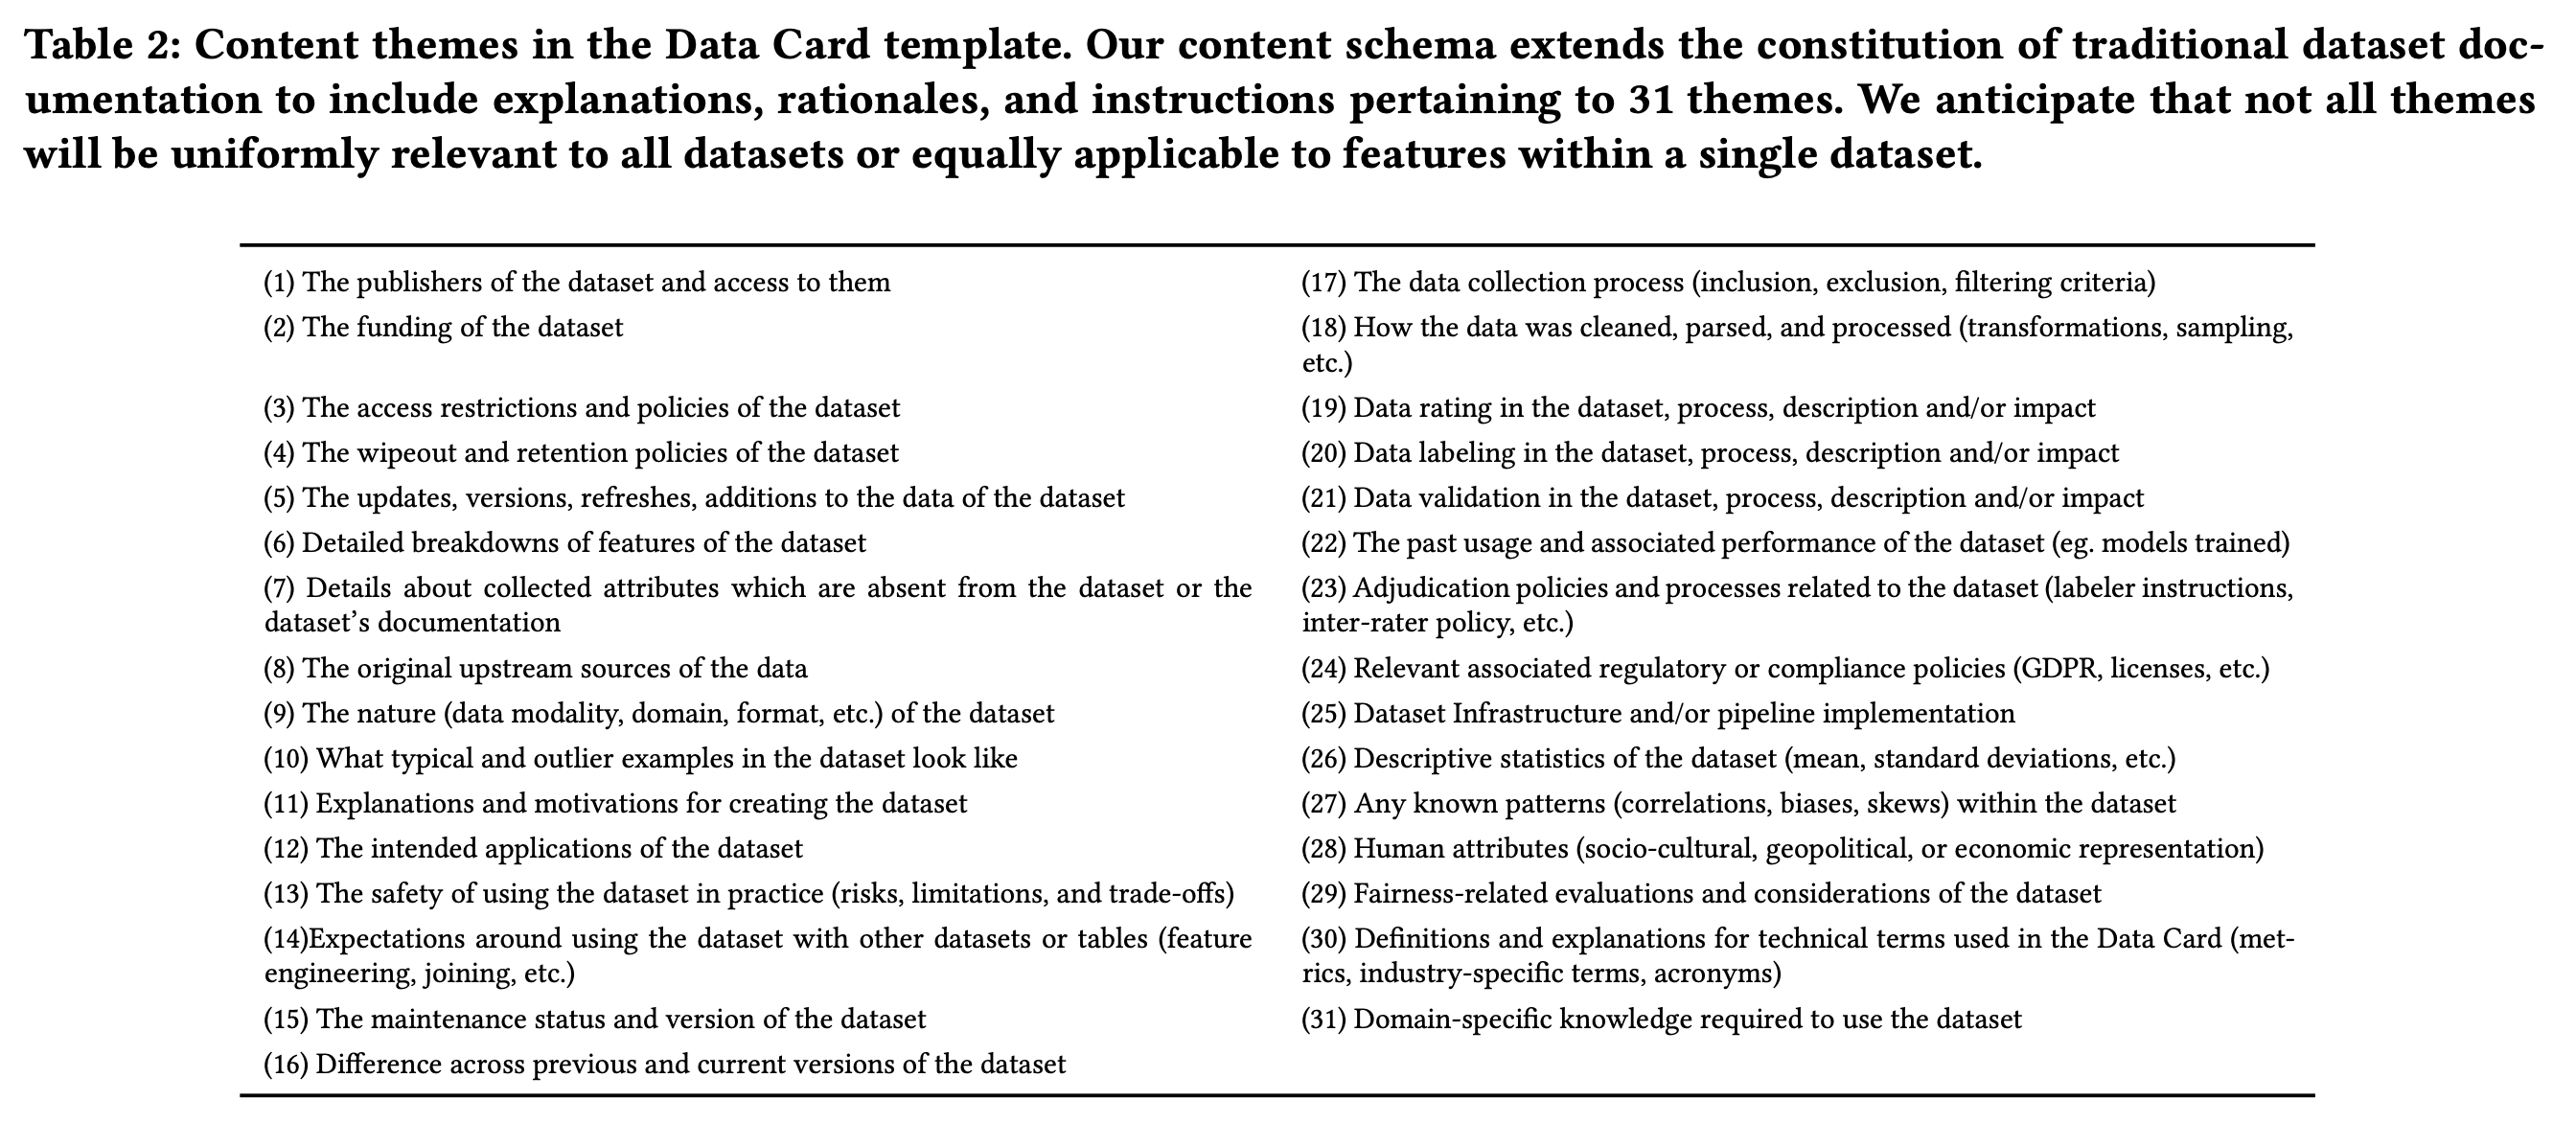 Table 2: Content themes in the Data Card template. Our content schema extends the constitution of traditional dataset doc-
umentation to include explanations, rationales, and instructions pertaining to 31 themes. We anticipate that not all themes
will be uniformly relevant to all datasets or equally applicable to features within a single dataset.
(1) The publishers of the dataset and access to them
(2) The funding of the dataset
(3) The access restrictions and policies of the dataset
(4) The wipeout and retention policies of the dataset
(5) The updates, versions, refreshes, additions to the data of the dataset
(6) Detailed breakdowns of features of the dataset
(7) Details about collected attributes which are absent from the dataset or the
dataset’s documentation
(8) The original upstream sources of the data
(9) The nature (data modality, domain, format, etc.) of the dataset
(10) What typical and outlier examples in the dataset look like
(11) Explanations and motivations for creating the dataset
(12) The intended applications of the dataset
(13) The safety of using the dataset in practice (risks, limitations, and trade-offs)
(14)Expectations around using the dataset with other datasets or tables (feature
engineering, joining, etc.)
(15) The maintenance status and version of the dataset
(16) Difference across previous and current versions of the dataset
(17) The data collection process (inclusion, exclusion, filtering criteria)
(18) How the data was cleaned, parsed, and processed (transformations, sampling,
etc.)
(19) Data rating in the dataset, process, description and/or impact
(20) Data labeling in the dataset, process, description and/or impact
(21) Data validation in the dataset, process, description and/or impact
(22) The past usage and associated performance of the dataset (eg. models trained)
(23) Adjudication policies and processes related to the dataset (labeler instructions,
inter-rater policy, etc.)
(24) Relevant associated regulatory or compliance policies (GDPR, licenses, etc.)
(25) Dataset Infrastructure and/or pipeline implementation
(26) Descriptive statistics of the dataset (mean, standard deviations, etc.)
(27) Any known patterns (correlations, biases, skews) within the dataset
(28) Human attributes (socio-cultural, geopolitical, or economic representation)
(29) Fairness-related evaluations and considerations of the dataset
(30) Definitions and explanations for technical terms used in the Data Card (met-
rics, industry-specific terms, acronyms)
(31) Domain-specific knowledge required to use the dataset